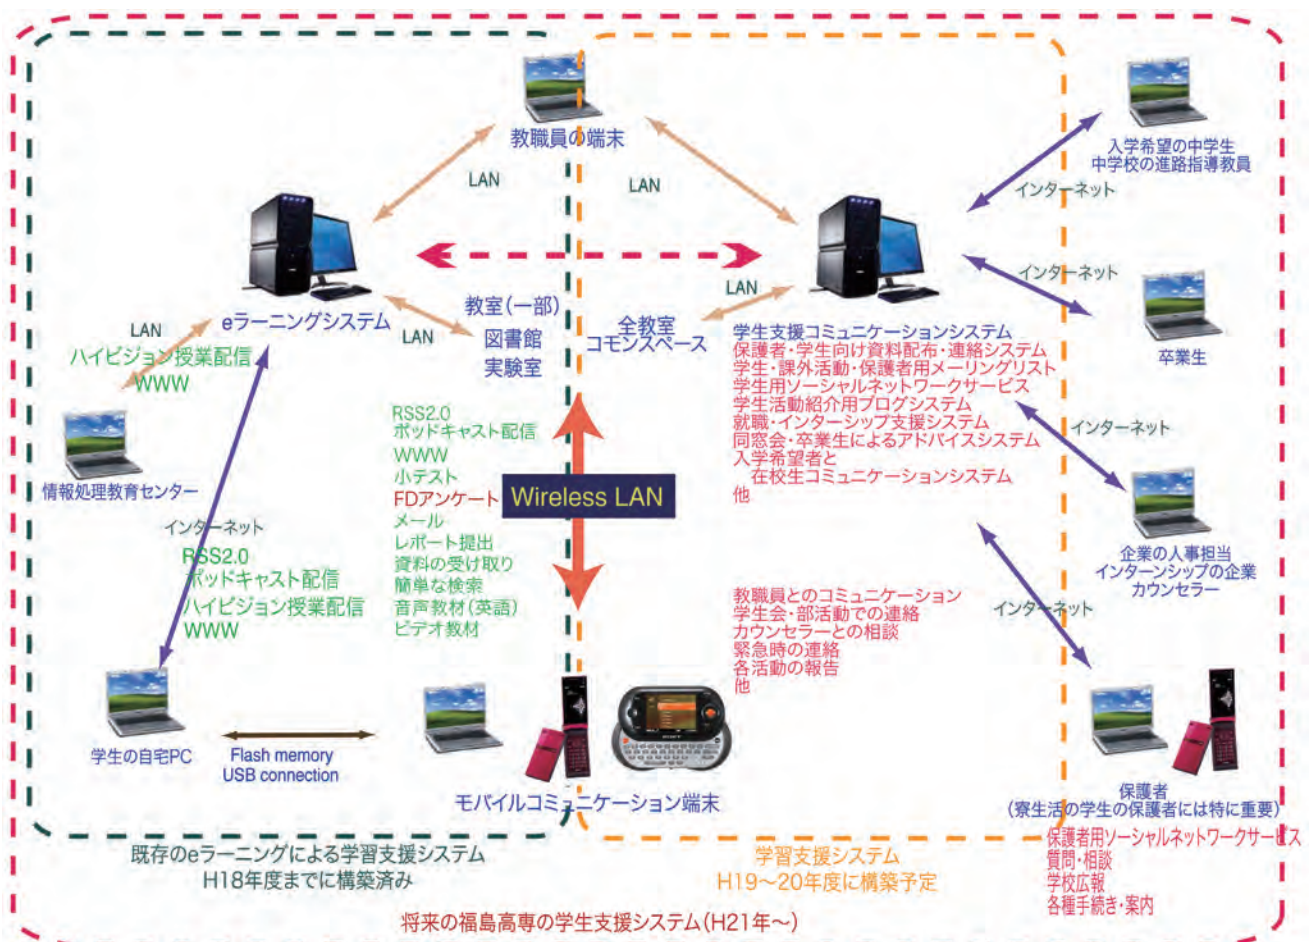 教職員の端末
LAN
LAN
入学希望の中学生
中学校の進路指導教員
インターネット
eラーニングシステム
LAN
ハイビジョン授業配信
WWW
LAN
教室(一部)
図書館
実験室
全教室
コモンスペース
LAN
学生支援コミュニケーションシステム
保護者・学生向け資料配布・連絡システム
学生・課外活動・保護者用メーリングリスト
学生用ソーシャルネットワークサービス
学生活動紹介用ブログシステム
就職・インターシップ支援システム
同窓会・卒業生によるアドバイスシステム
入学希望者と
在校生コミュニケーションシステム
他
インターネット
卒業生
インターネット
企業の人事担当
インターンシップの企業
カウンセラー
情報処理教育センター
RSS2.0
ポッドキャスト配信
WWW
小テスト
FDアンケート
メール
レポート提出
資料の受け取り
簡単な検索
音声教材(英語)
ビデオ教材
Wireless LAN
インターネット
RSS2.0
ポッドキャスト配信
ハイビジョン授業配信
WWW
教職員とのコミュニケーション
学生会・部活動での連絡
カウンセラーとの相談
緊急時の連絡
各活動の報告
他
インターネット
学生の自宅PC
Flash memory
USB connection
SONY
モバイルコミュニケーション端末
保護者
(寮生活の学生の保護者には特に重要)
保護者用ソーシャルネットワークサービス
質問・相談
学校広報
各種手続き・案内
既存のeラーニングによる学習支援システム
H18年度までに構築済み
学習支援システム
H19〜20年度に構築予定
将来の福島高専の学生支援システム(H21年〜)